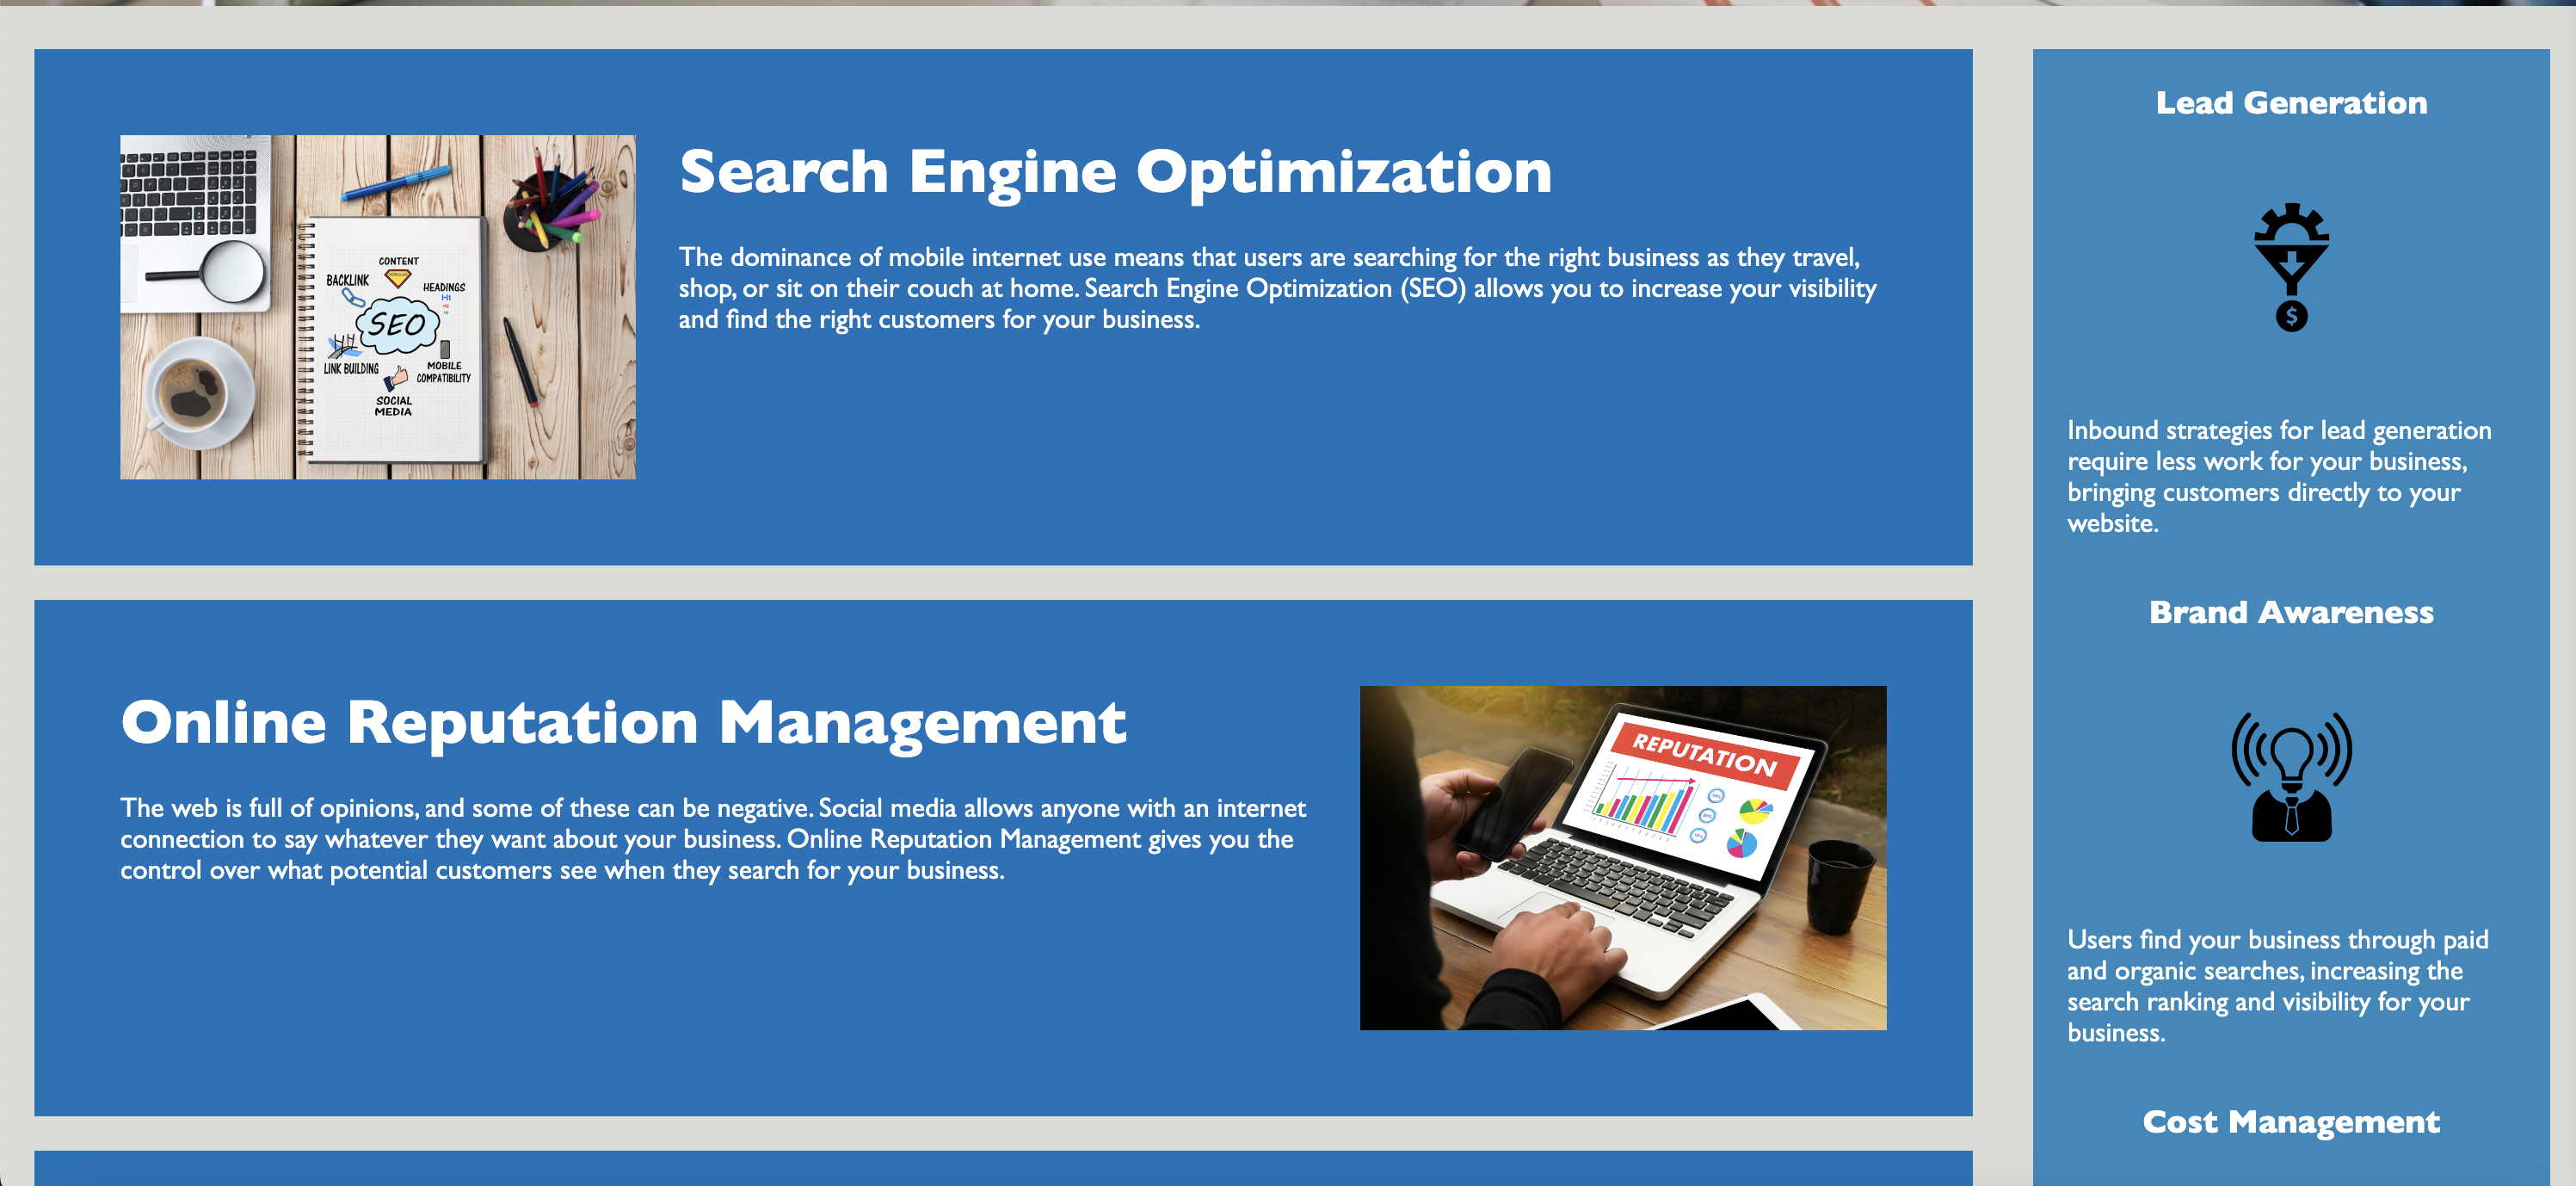 Search Engine Optimization
The dominance of mobile internet use means that users are searching for the right business as they travel,
shop, or sit on their couch at home. Search Engine Optimization (SEO) allows you to increase your visibility
and find the right customers for your business.
CONTENT
BACKLINK
HEADINGS
H1
SEO
LINK BUILDING
MOBILE
COMPATIBILITY
SOCIAL
MEDIA
Online Reputation Management
The web is full of opinions, and some of these can be negative. Social media allows anyone with an internet
connection to say whatever they want about your business. Online Reputation Management gives you the
control over what potential customers see when they search for your business.
REPUTATION
Lead Generation
$
Inbound strategies for lead generation
require less work for your business,
bringing customers directly to your
website.
Brand Awareness
Users find your business through paid
and organic searches, increasing the
search ranking and visibility for your
business.
Cost Management